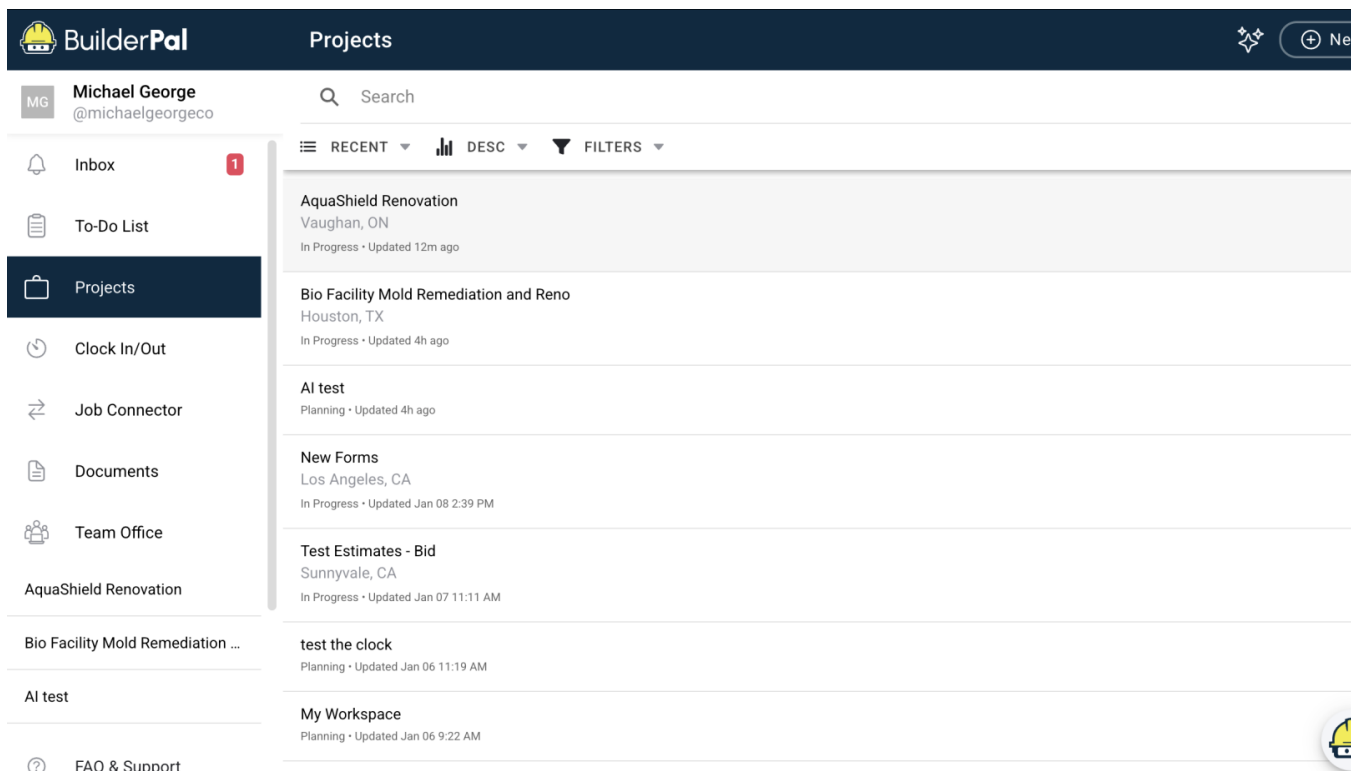 BuilderPal
Projects
Ne
MG
Michael George
@michaelgeorgeco
Inbox
1
To-Do List
Projects
Clock In/Out
Job Connector
Documents
Team Office
AquaShield Renovation
Bio Facility Mold Remediation ...
AI test
FAQ & Support
Search
RECENT
DESC
FILTERS
AquaShield Renovation
Vaughan, ON
In Progress • Updated 12m ago
Bio Facility Mold Remediation and Reno
Houston, TX
In Progress • Updated 4h ago
AI test
Planning • Updated 4h ago
New Forms
Los Angeles, CA
In Progress • Updated Jan 08 2:39 PM
Test Estimates - Bid
Sunnyvale, CA
In Progress • Updated Jan 07 11:11 AM
test the clock
Planning • Updated Jan 06 11:19 AM
My Workspace
Planning • Updated Jan 06 9:22 AM